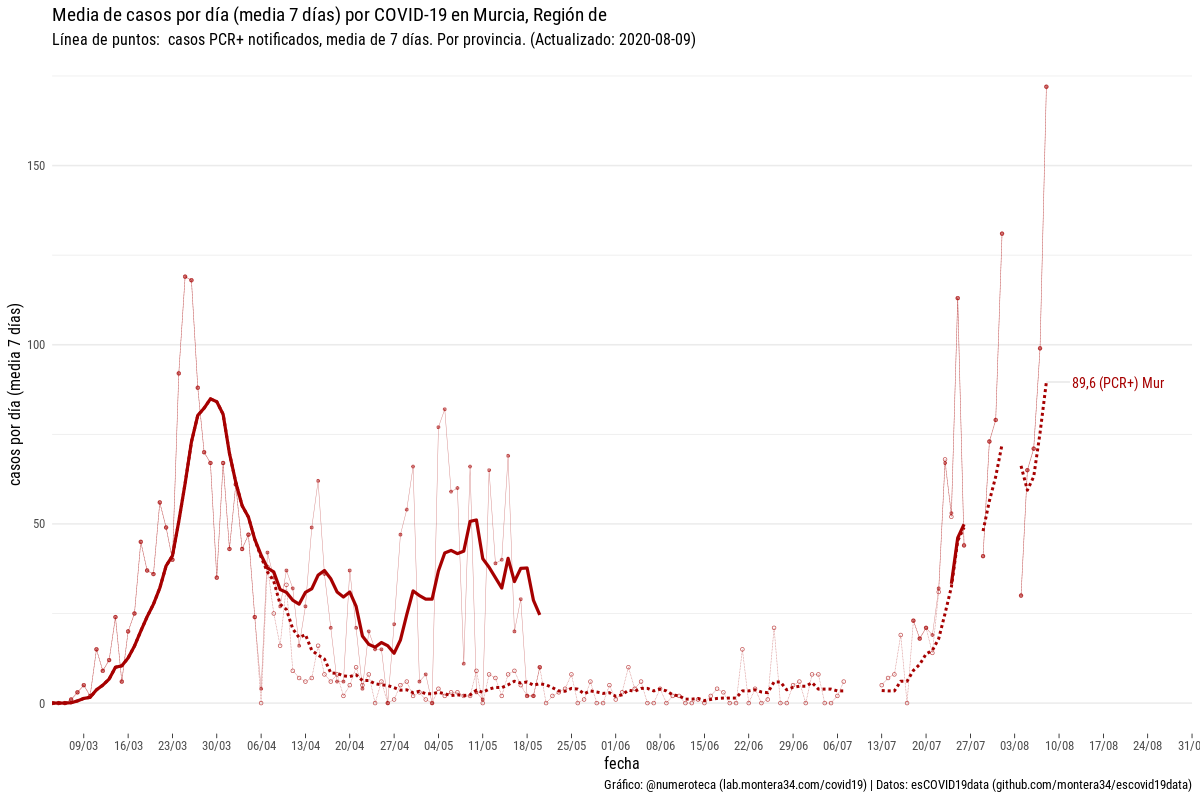 Media de casos por día (media 7 días) por COVID-19 en Murcia, Región de
Línea de puntos:  casos PCR+ notificados, media de 7 días. Por provincia. (Actualizado: 2020-08-09)
casos por día (media 7 días)
150
100
50
0
89,6 (PCR+) Mur
09/03 16/03 23/03 30/03 06/04 13/04 20/04 27/04 04/05 11/05 18/05 25/05 01/06 08/06 15/06 22/06 29/06 06/07 13/07 20/07 27/07 03/08 10/08 17/08 24/08 31/0
fecha
Gráfico: @numeroteca (lab.montera34.com/covid19) | Datos: esCOVID19data (github.com/montera34/escovid19data)